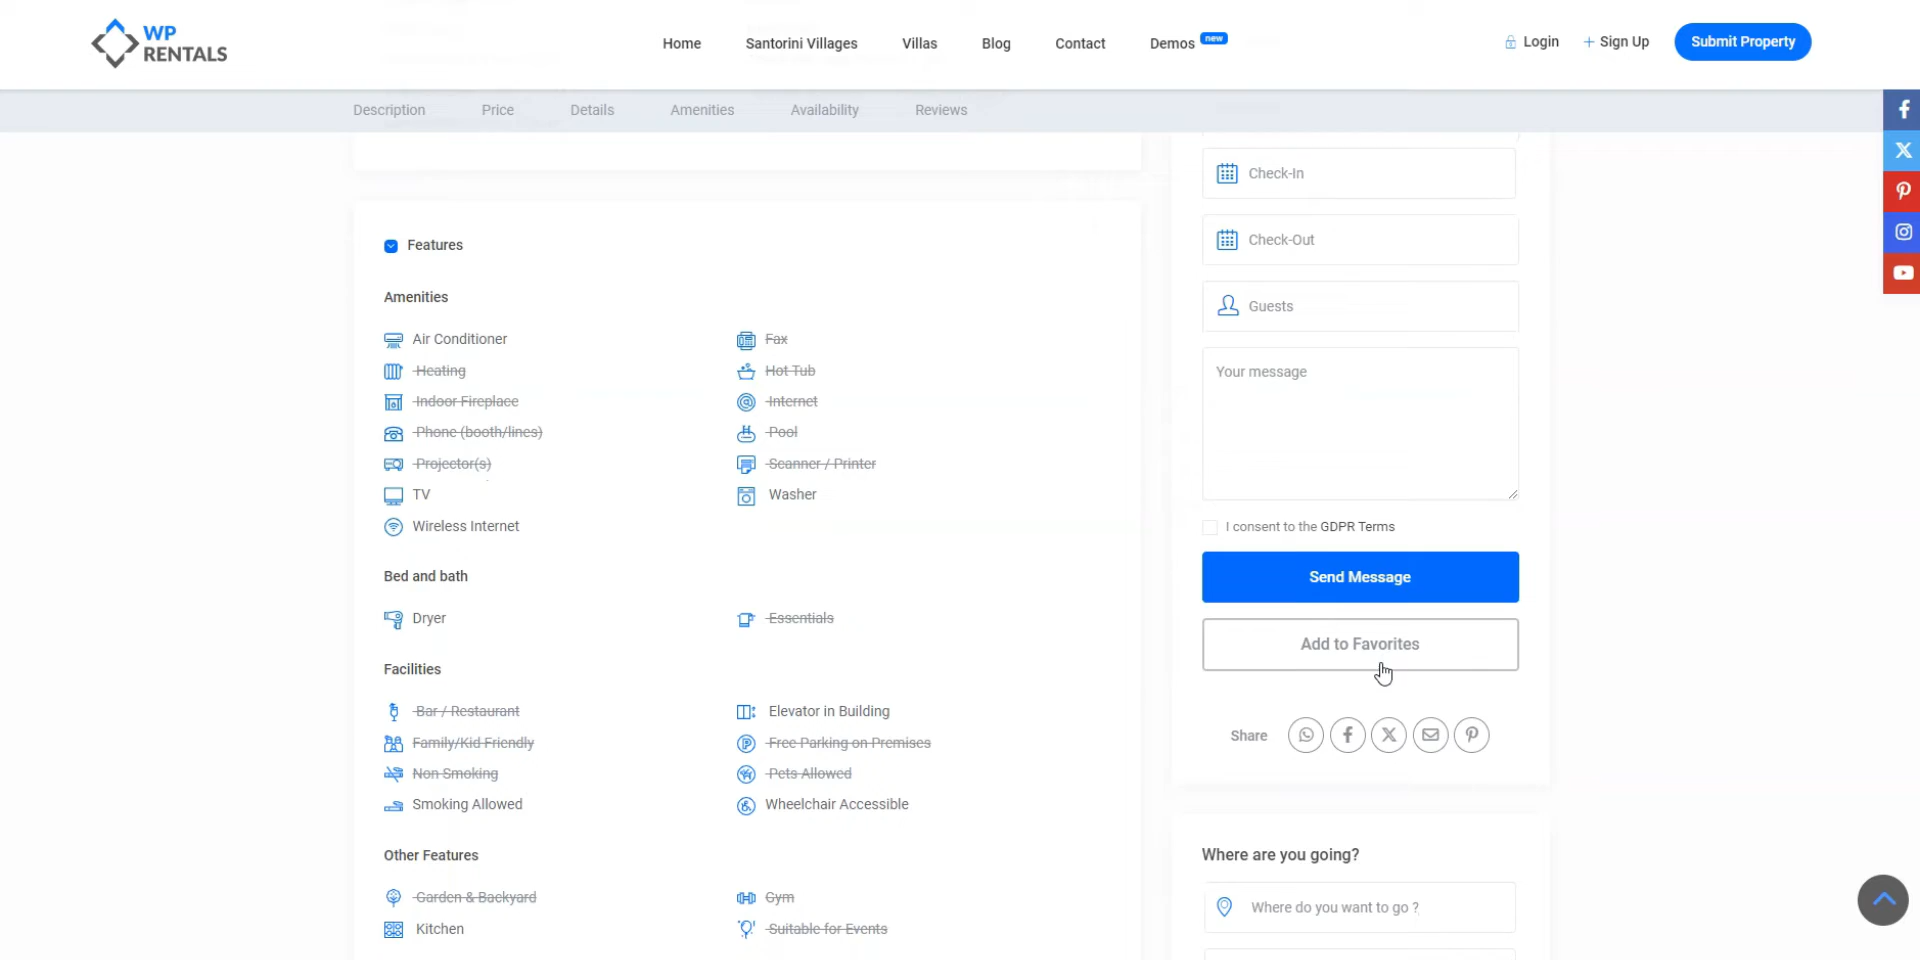 WP
RENTALS
Home
Santorini Villages
Villas
Blog
Contact
Demos new
Login
Sign Up
Submit Property
Description
Price
Details
Amenities
Availability
Reviews
Features
Amenities
Air Conditioner
Fax
Heating
Hot Tub
Indoor Fireplace
Internet
Phone (booth/lines)
Pool
Projector(s)
Scanner / Printer
TV
Washer
Wireless Internet
Bed and bath
Dryer
Essentials
Facilities
Bar / Restaurant
Elevator in Building
Family/Kid Friendly
Free Parking on Premises
Non Smoking
Pets Allowed
Smoking Allowed
Wheelchair Accessible
Other Features
Garden & Backyard
Gym
Kitchen
Suitable for Events
Check-In
Check-Out
Guests
Your message
I consent to the GDPR Terms
Send Message
Add to Favorites
Share
Where are you going?
Where do you want to go ?